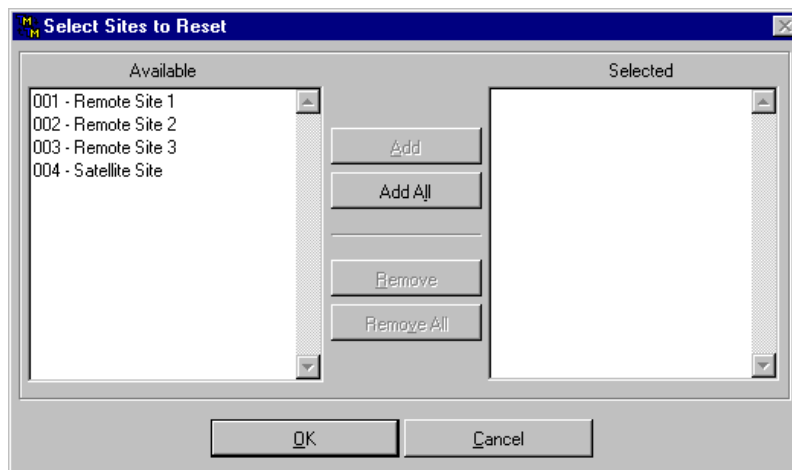 Select Sites to Reset
Available
Selected
001 - Remote Site 1
002 - Remote Site 2
003 - Remote Site 3
004 - Satellite Site
Add
Add All
Remove
Remove All
OK
Cancel